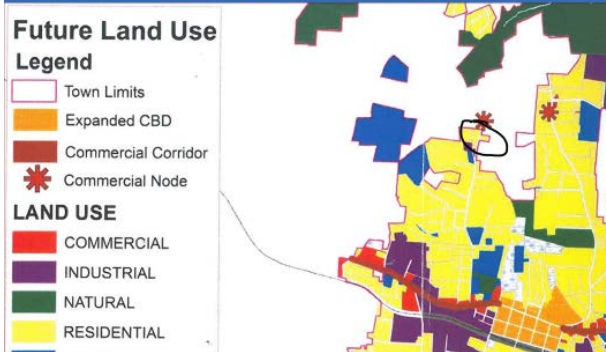 Future Land Use
Legend
Town Limits
Expanded CBD
Commercial Corridor
Commercial Node
LAND USE
COMMERCIAL
INDUSTRIAL
NATURAL
RESIDENTIAL